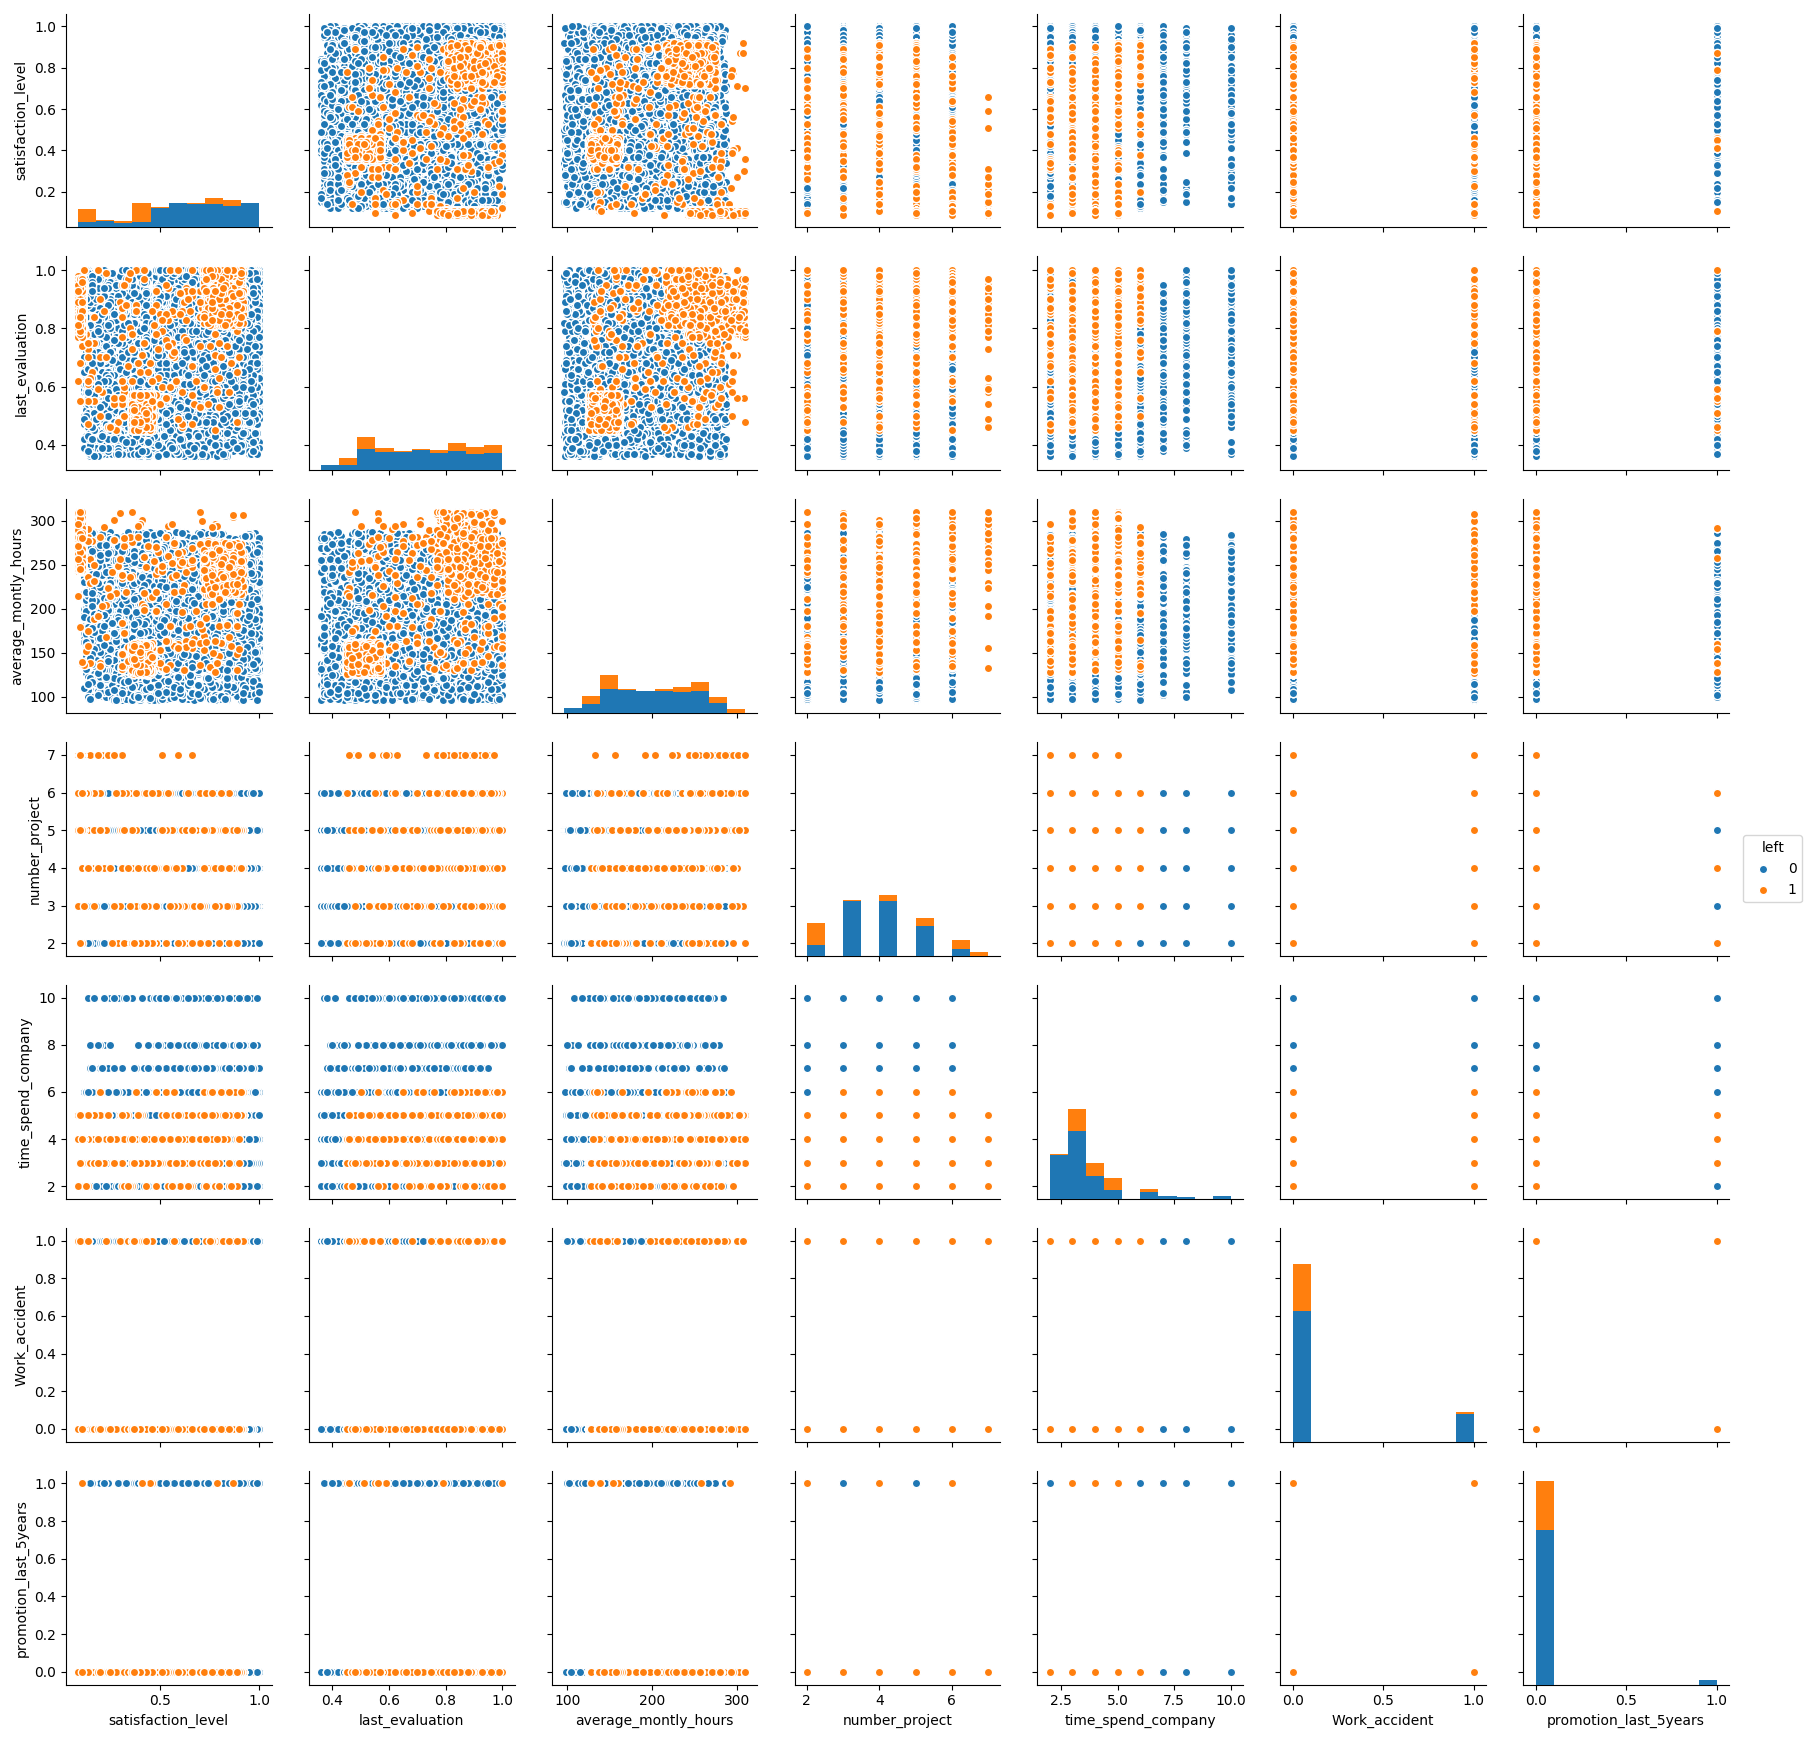 satisfaction_level
1.0
0.8
0.6
0.4
0.2
last_evaluation
1.0
0.8
0.6
0.4
average_montly_hours
300
250
200
150
100
number_project
7
6
5
4
3
2
left
0
1
time_spend_company
10
8
6
4
2
Work_accident
1.0
0.8
0.6
0.4
0.2
0.0
promotion_last_5years
1.0
0.8
0.6
0.4
0.2
0.0
0.5 1.0
0.4 0.6 0.8 1.0
100 200 300
2 4 6
2.5 5.0 7.5 10.0
0.0 0.5 1.0
0.0 0.5 1.0
satisfaction_level
last_evaluation
average_montly_hours
number_project
time_spend_company
Work_accident
promotion_last_5years